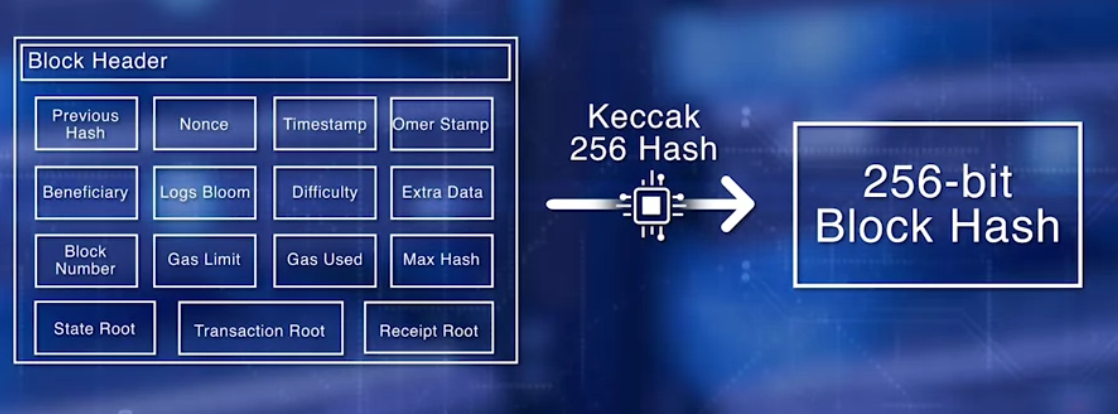 Block Header
Previous
Hash
Nonce
Timestamp
Omer Stamp
Beneficiary
Logs Bloom
Difficulty
Extra Data
Block
Number
Gas Limit
Gas Used
Max Hash
State Root
Transaction Root
Receipt Root
Keccak
256 Hash
256-bit
Block Hash